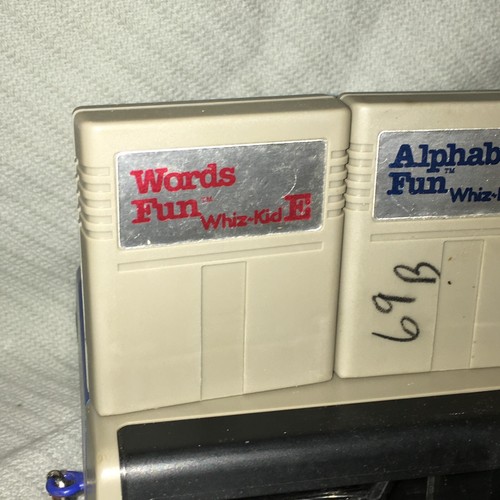 Words
Fun™
Whiz-Kid E
Alphab
Fun™
Whiz-
69B